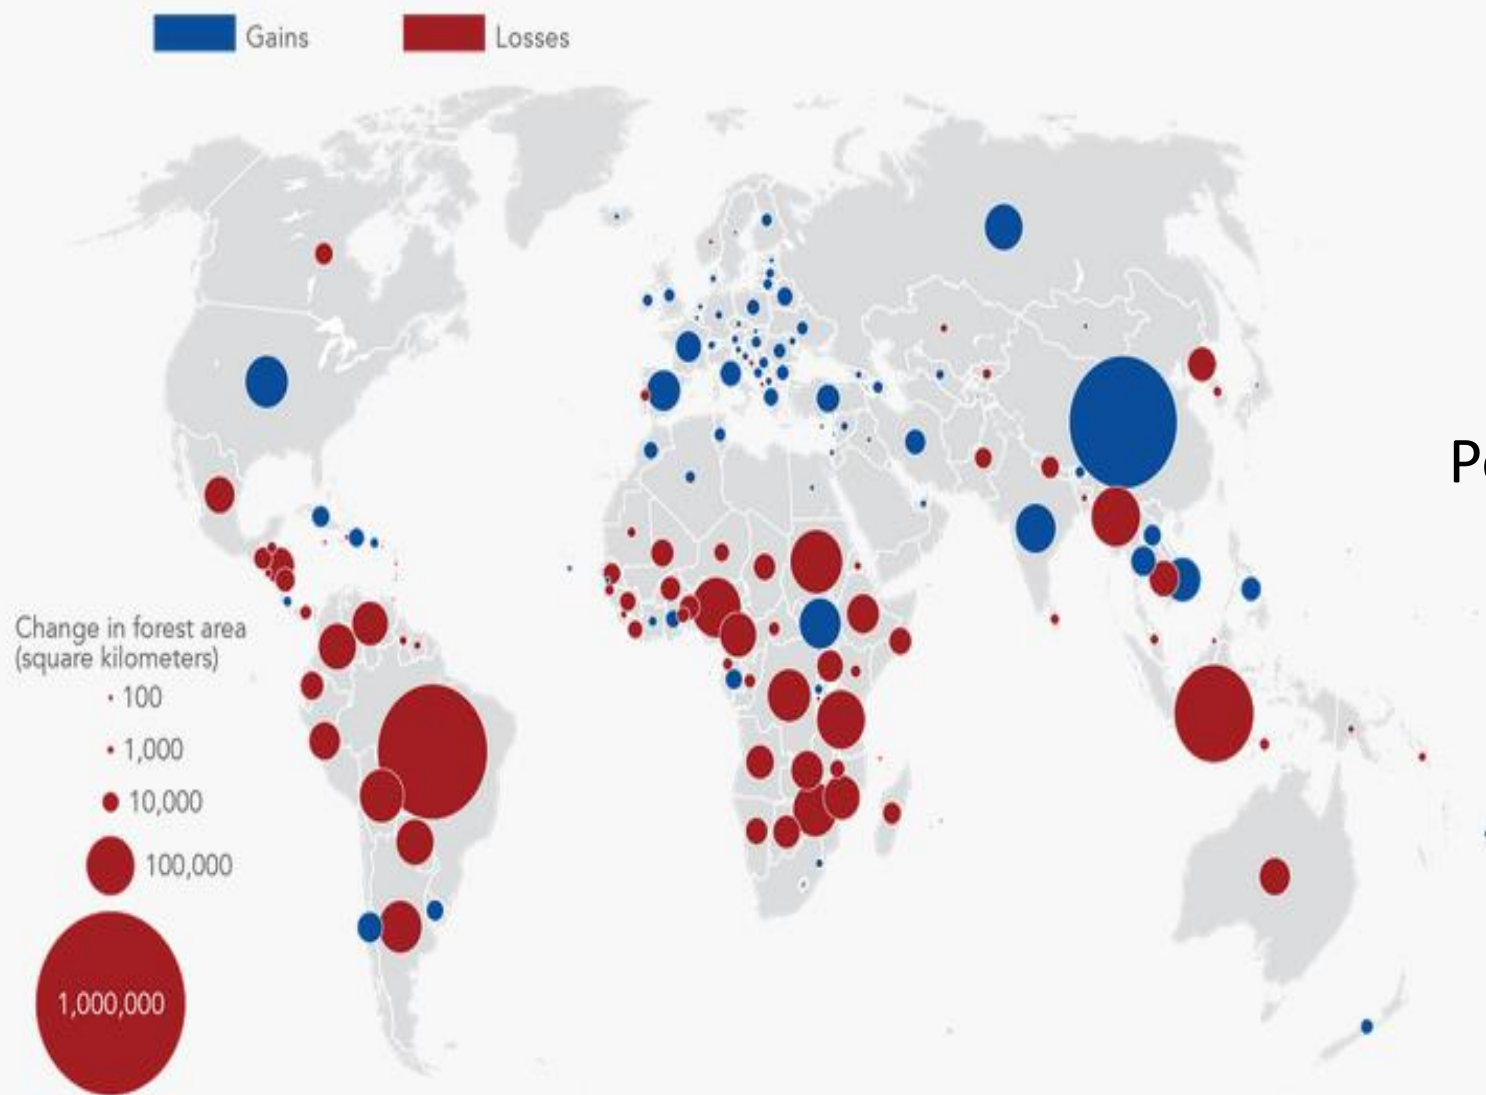 Gains
Losses
Change in forest area
(square kilometers)
100
1,000
10,000
100,000
1,000,000